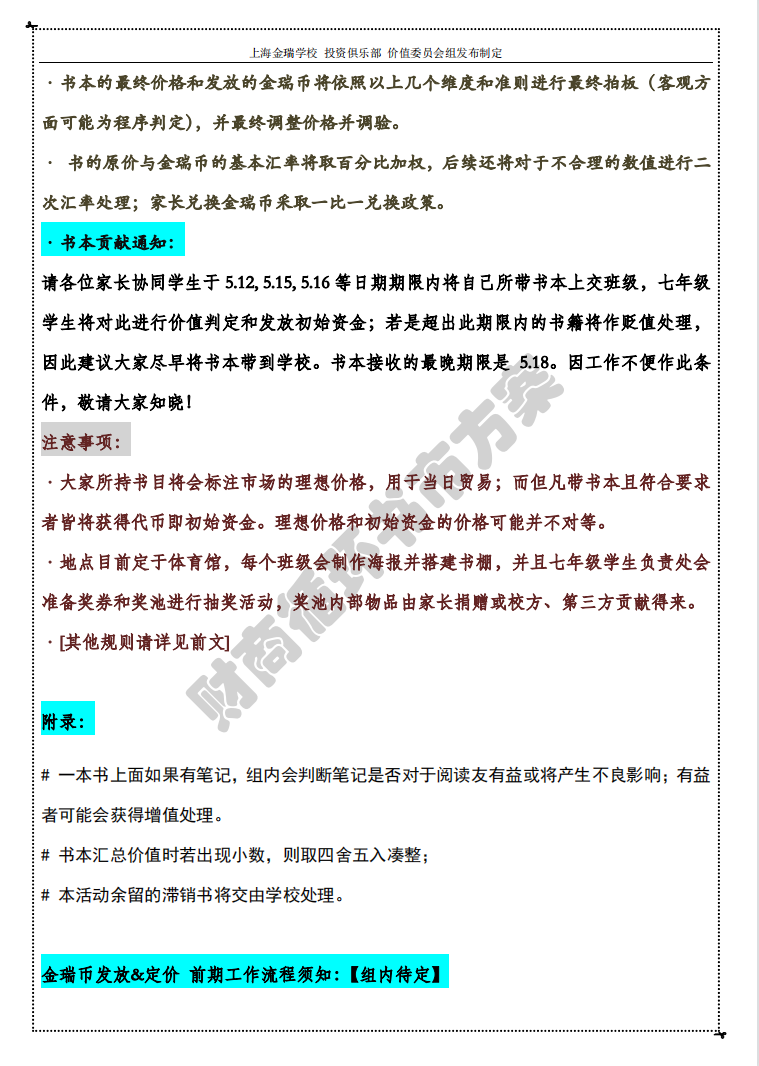 上海金瑞学校 投资俱乐部 价值委员会组发布制定
· 书本的最终价格和发放的金瑞币将依照以上几个维度和准则进行最终拍板（客观方
面可能为程序判定），并最终调整价格并调验。
· 书的原价与金瑞币的基本汇率将取百分比加权，后续还将对于不合理的数值进行二
次汇率处理；家长兑换金瑞币采取一比一兑换政策。
· 书本贡献通知：
请各位家长协同学生于 5.12, 5.15, 5.16 等日期期限内将自己所带书本上交班级，七年级
学生将对此进行价值判定和发放初始资金；若是超出此期限内的书籍将作贬值处理，
因此建议大家尽早将书本带到学校。书本接收的最晚期限是 5.18。因工作不便作此条
件，敬请大家知晓！
注意事项：
· 大家所持书目将会标注市场的理想价格，用于当日贸易；而但凡带书本且符合要求
者皆将获得代币即初始资金。理想价格和初始资金的价格可能并不对等。
· 地点目前定于体育馆，每个班级会制作海报并搭建书棚，并且七年级学生负责处会
准备奖券和奖池进行抽奖活动，奖池内部物品由家长捐赠或校方、第三方贡献得来。
· [其他规则请详见前文]
财商循环书市方案
附录：
# 一本书上面如果有笔记，组内会判断笔记是否对于阅读友有益或将产生不良影响；有益
者可能会获得增值处理。
# 书本汇总价值时若出现小数，则取四舍五入凑整；
# 本活动余留的滞销书将交由学校处理。
金瑞币发放&定价 前期工作流程须知：【组内待定】